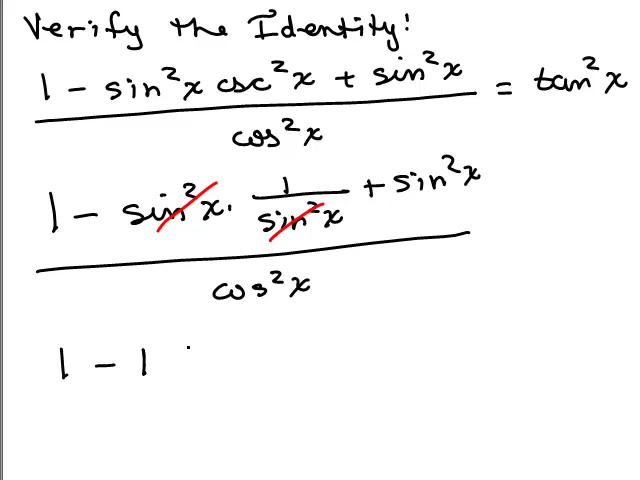 Verify the Identity!
1 - sin²x csc²x + sin²x
cos²x
= tan²x
1 - sin²x · 1/sin²x + sin²x
cos²x
1 - 1